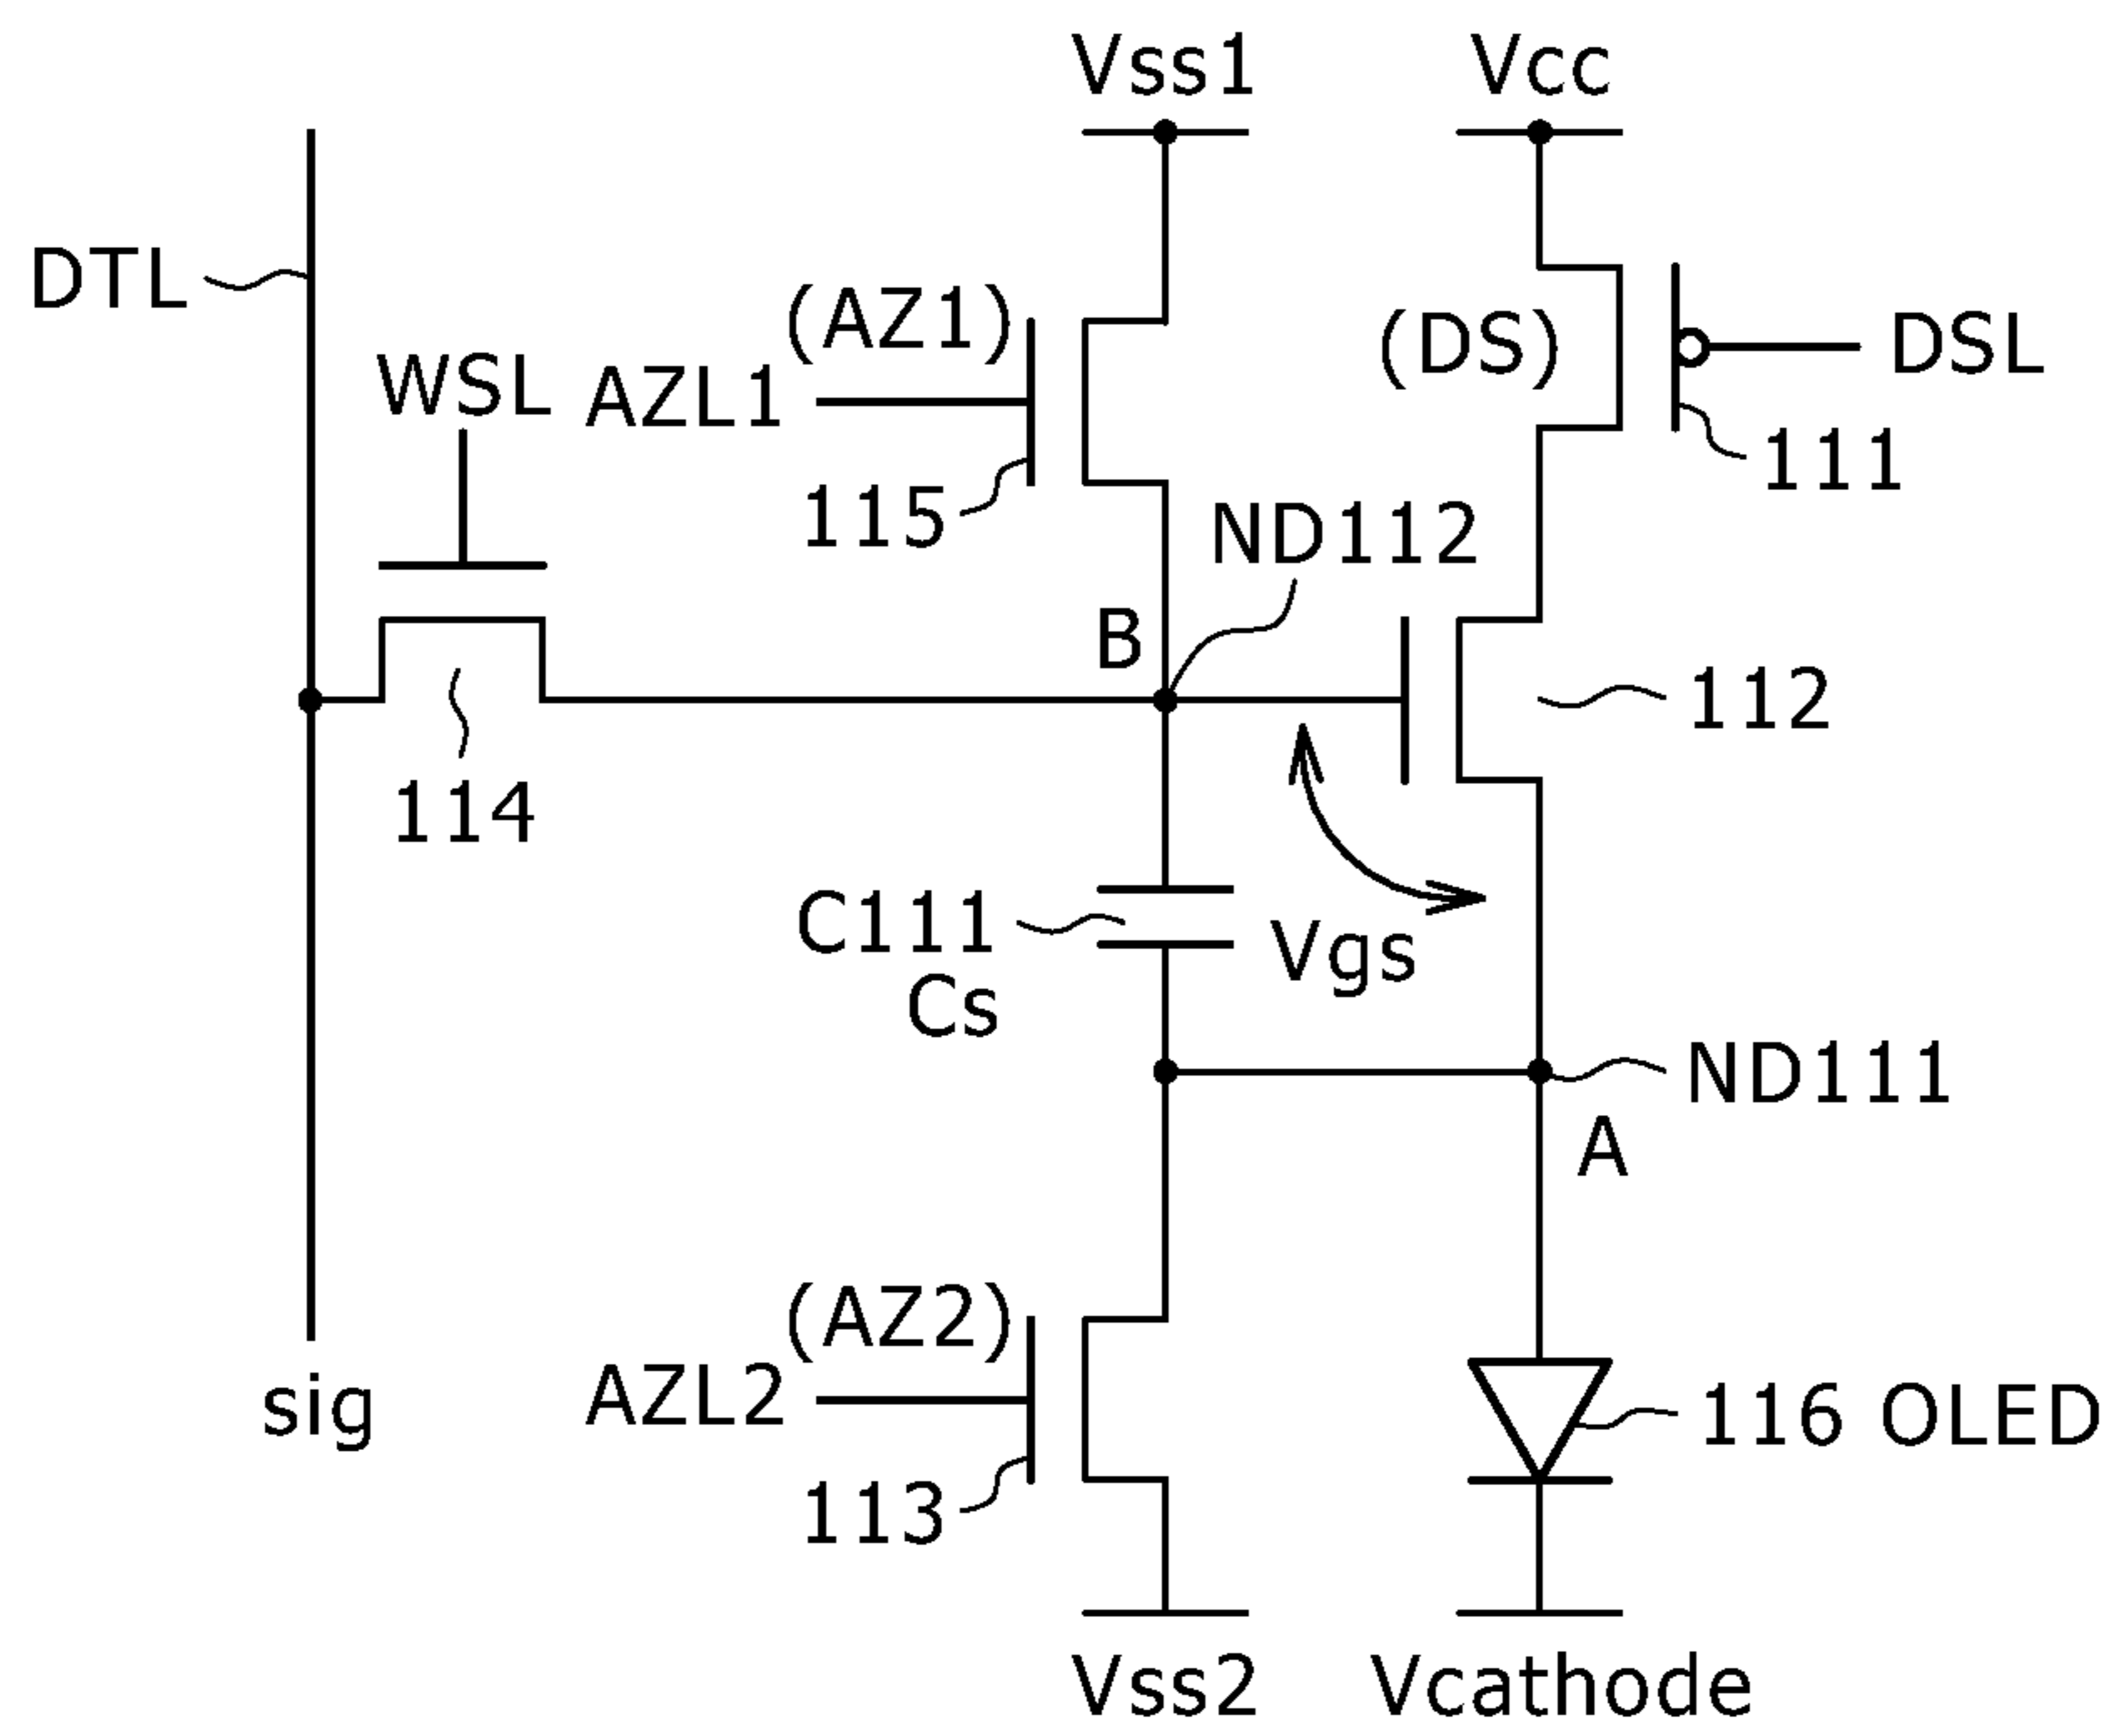 Vss1
Vcc
DTL
(AZ1)
(DS)
DSL
WSL
AZL1
111
115
ND112
B
112
114
C111
Vgs
Cs
ND111
A
(AZ2)
AZL2
116 OLED
sig
113
Vss2
Vcathode